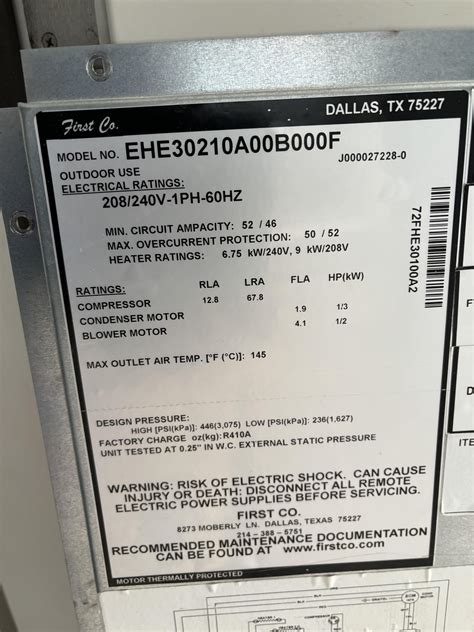 First Co.
DALLAS, TX 75227
MODEL NO. EHE30210A00B000F
J000027228-0
OUTDOOR USE
ELECTRICAL RATINGS:
208/240V-1PH-60HZ
MIN. CIRCUIT AMPACITY: 52 / 46
MAX. OVERCURRENT PROTECTION: 50 / 52
HEATER RATINGS: 6.75 kW/240V, 9 kW/208V
72FHE30100A2
RATINGS: RLA LRA FLA HP(kW)
COMPRESSOR 12.8 67.8
CONDENSER MOTOR 1.9 1/3
BLOWER MOTOR 4.1 1/2
MAX OUTLET AIR TEMP. [°F (°C)]: 145
DESIGN PRESSURE:
HIGH [PSI(kPa)]: 446(3,075) LOW [PSI(kPa)]: 236(1,627)
FACTORY CHARGE oz(kg):R410A
UNIT TESTED AT 0.25" IN W.C. EXTERNAL STATIC PRESSURE
WARNING: RISK OF ELECTRIC SHOCK. CAN CAUSE
INJURY OR DEATH: DISCONNECT ALL REMOTE
ELECTRIC POWER SUPPLIES BEFORE SERVICING.
FIRST CO.
8273 MOBERLY LN. DALLAS, TEXAS 75227
214-388-5751
RECOMMENDED MAINTENANCE DOCUMENTATION
CAN BE FOUND AT www.firstco.com
MOTOR THERMALLY PROTECTED
ITE